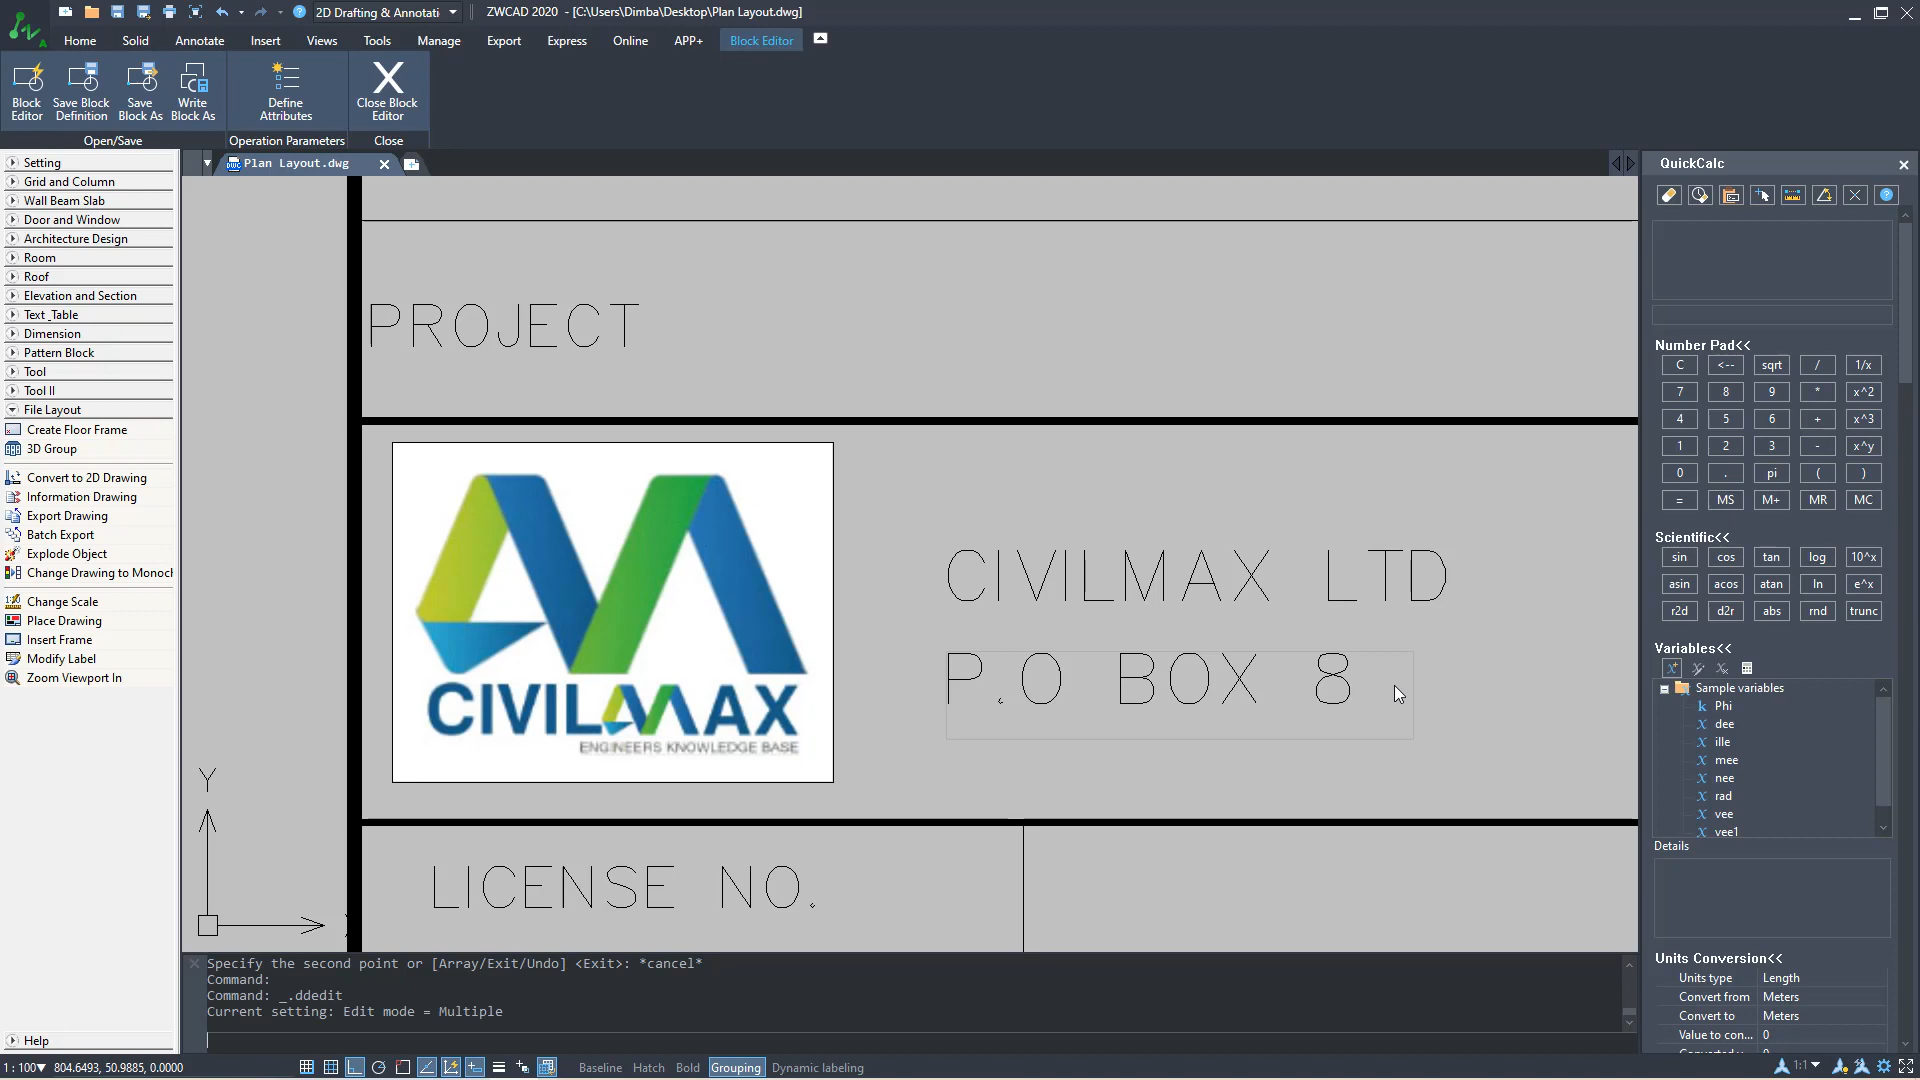 2D Drafting & Annotati
ZWCAD 2020 - [C:\Users\Dimba\Desktop\Plan Layout.dwg]
Home Solid Annotate Insert Views Tools Manage Export Express Online APP+ Block Editor
Block Editor
Save Block Definition
Save Block As
Write Block As
Define Attributes
Close Block Editor
Open/Save Operation Parameters Close
Setting
Grid and Column
Wall Beam Slab
Door and Window
Architecture Design
Room
Roof
Elevation and Section
Text _Table
Dimension
Pattern Block
Tool
Tool II
File Layout
Create Floor Frame
3D Group
Convert to 2D Drawing
Information Drawing
Export Drawing
Batch Export
Explode Object
Change Drawing to Monoch
Change Scale
Place Drawing
Insert Frame
Modify Label
Zoom Viewport In
Help
Plan Layout.dwg
PROJECT
CIVILMAX
ENGINEERS KNOWLEDGE BASE
CIVILMAX LTD
P.O BOX 8
LICENSE NO.
Y
Specify the second point or [Array/Exit/Undo] <Exit>: *cancel*
Command:
Command: _.ddedit
Current setting: Edit mode = Multiple
QuickCalc
Number Pad<<
C <-- sqrt / 1/x
7 8 9 * x^2
4 5 6 + x^3
1 2 3 - x^y
0 . pi ( )
= MS M+ MR MC
Scientific<<
sin cos tan log 10^x
asin acos atan ln e^x
r2d d2r abs rnd trunc
Variables<<
Sample variables
k Phi
x dee
x ille
x mee
x nee
x rad
x vee
x vee1
Details
Units Conversion<<
Units type Length
Convert from Meters
Convert to Meters
Value to con... 0
1 : 100 804.6493, 50.9885, 0.0000
Baseline Hatch Bold Grouping Dynamic labeling
1:1